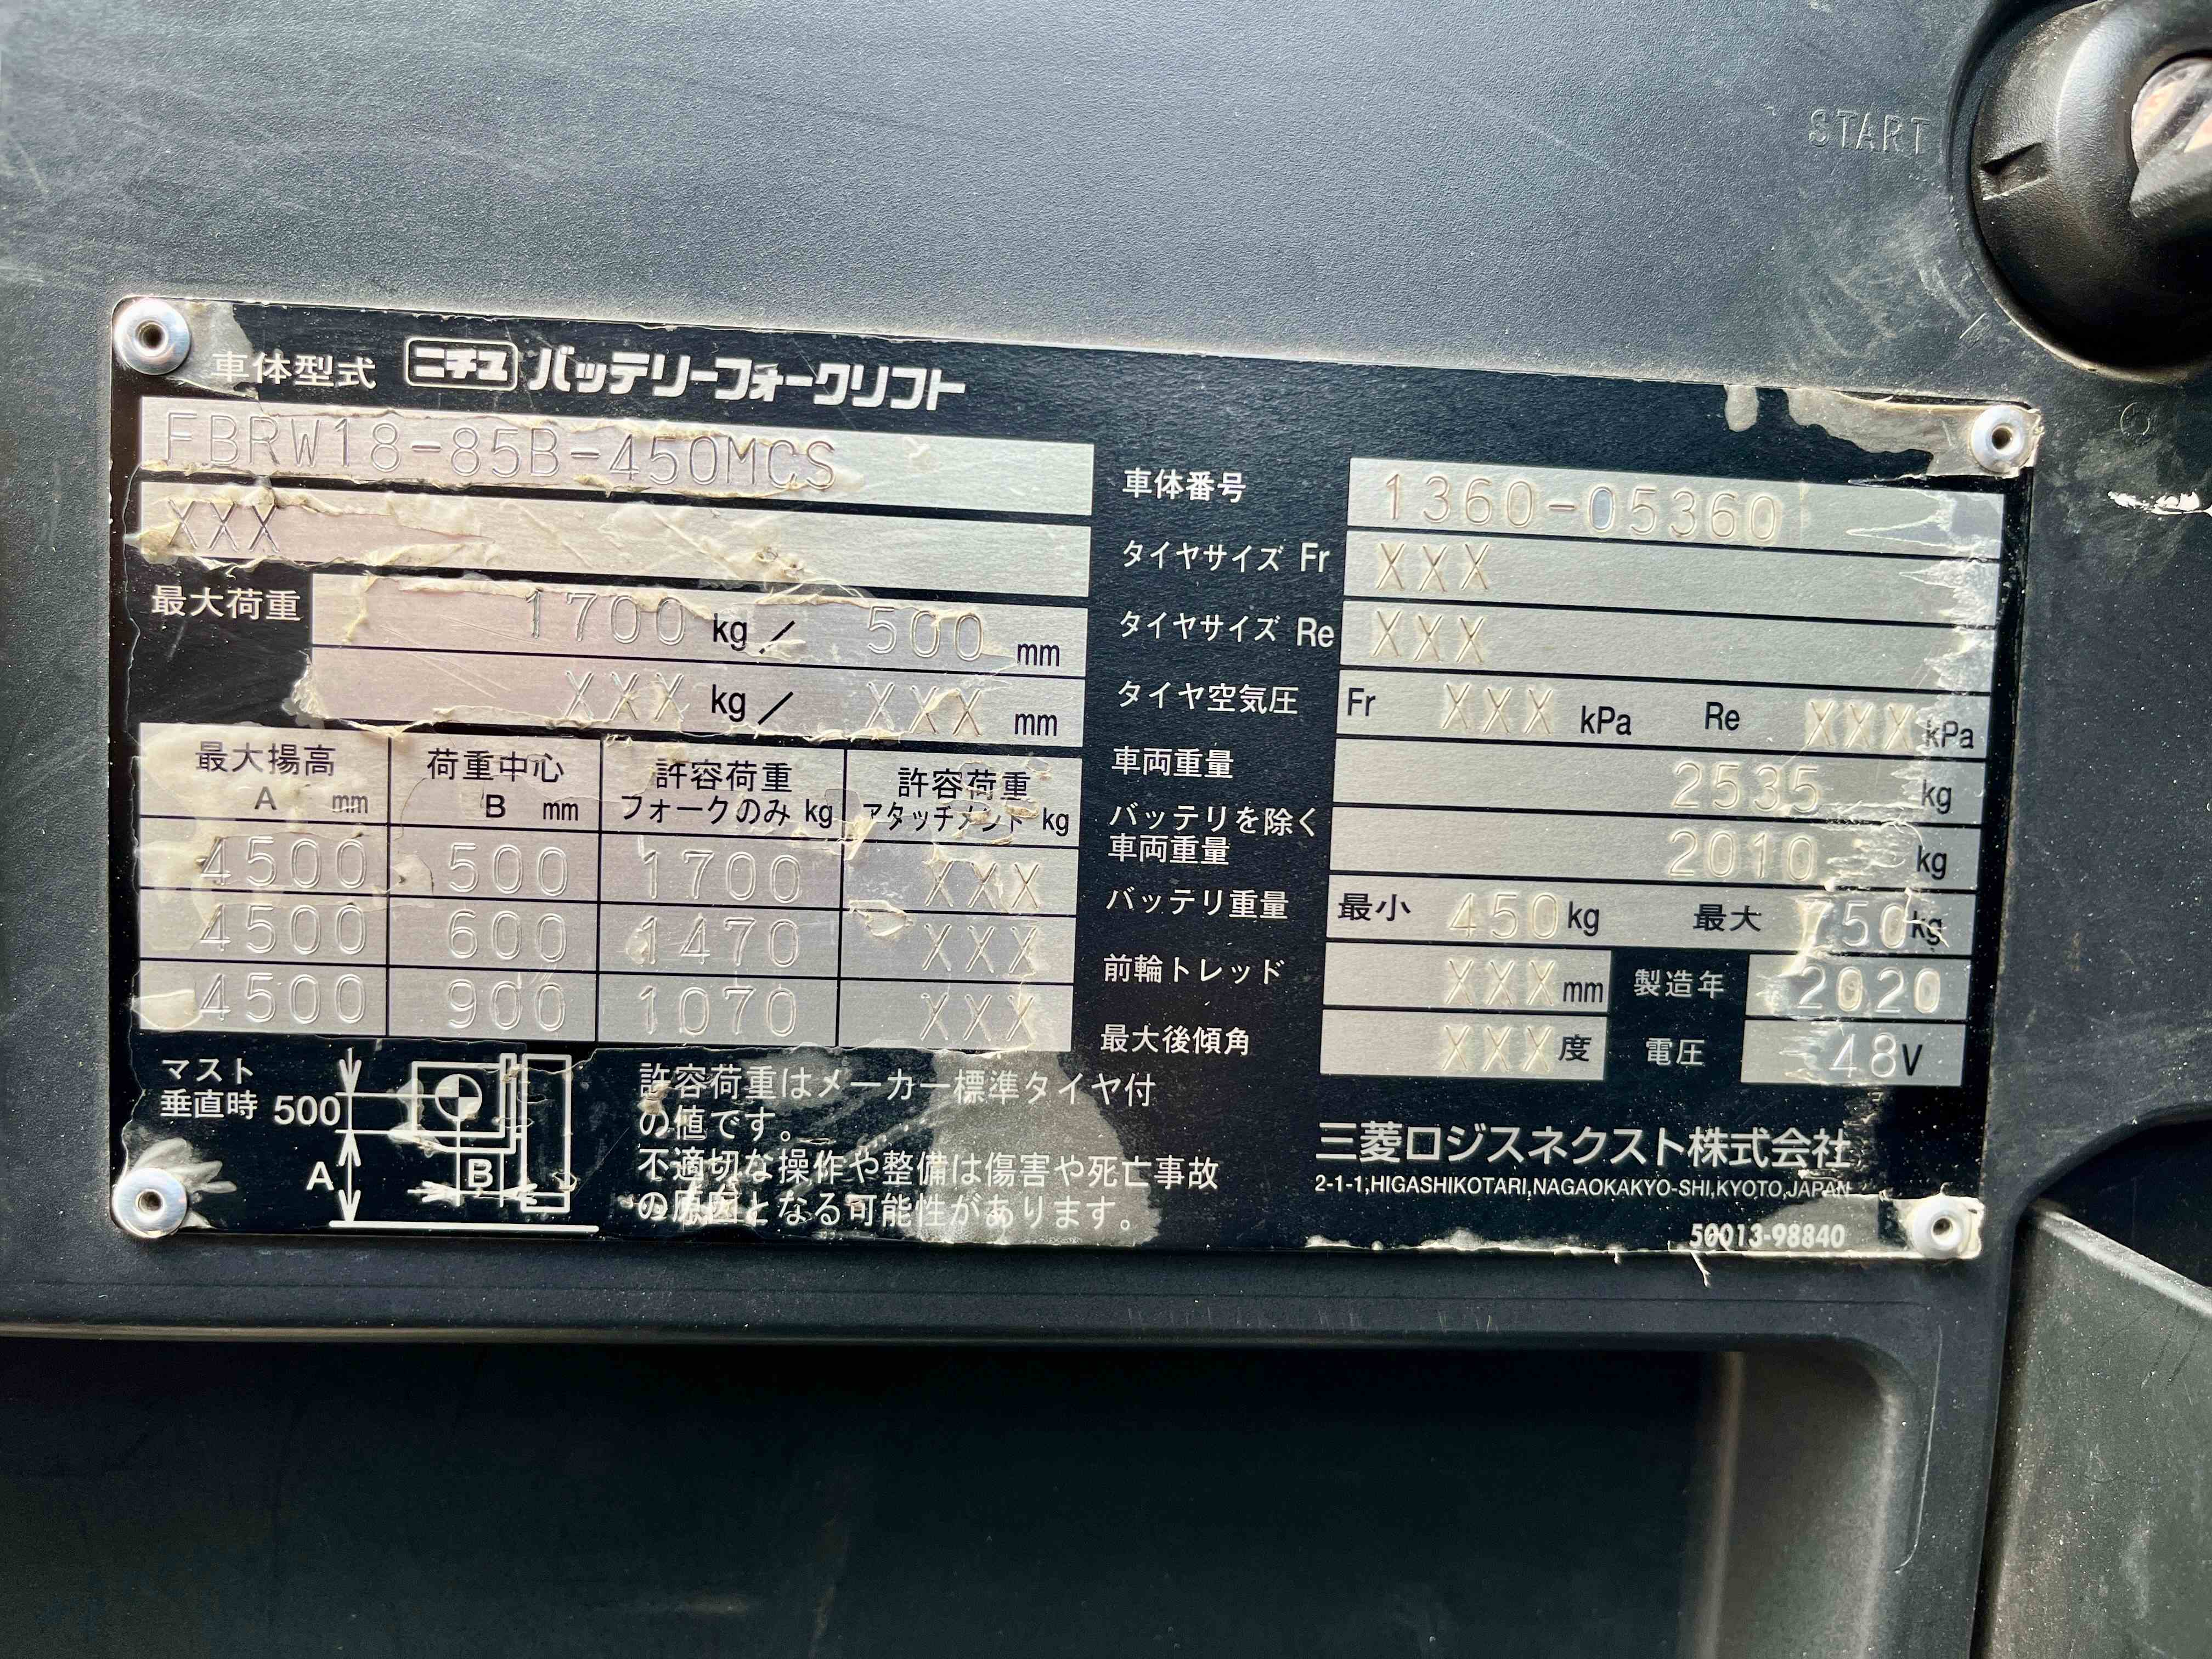 START
車体型式 ニチユ バッテリーフォークリフト
FBRW18-85B-450MCS
XXX
最大荷重 1700 kg / 500 mm
XXX kg / XXX mm
最大揚高 A mm 荷重中心 B mm 許容荷重 フォークのみ kg 許容荷重 アタッチメント kg
4500 500 1700 XXX
4500 600 1470 XXX
4500 900 1070 XXX
マスト
垂直時 500
A B
許容荷重はメーカー標準タイヤ付
の値です。
不適切な操作や整備は傷害や死亡事故
の原因となる可能性があります。
車体番号 1360-05360
タイヤサイズ Fr XXX
タイヤサイズ Re XXX
タイヤ空気圧 Fr XXX kPa Re XXX kPa
車両重量 2535 kg
バッテリを除く
車両重量 2010 kg
バッテリ重量 最小 450 kg 最大 750 kg
前輪トレッド XXX mm 製造年 2020
最大後傾角 XXX 度 電圧 48 V
三菱ロジスネクスト株式会社
2-1-1,HIGASHIKOTARI,NAGAOKAKYO-SHI,KYOTO,JAPAN
50013-98840